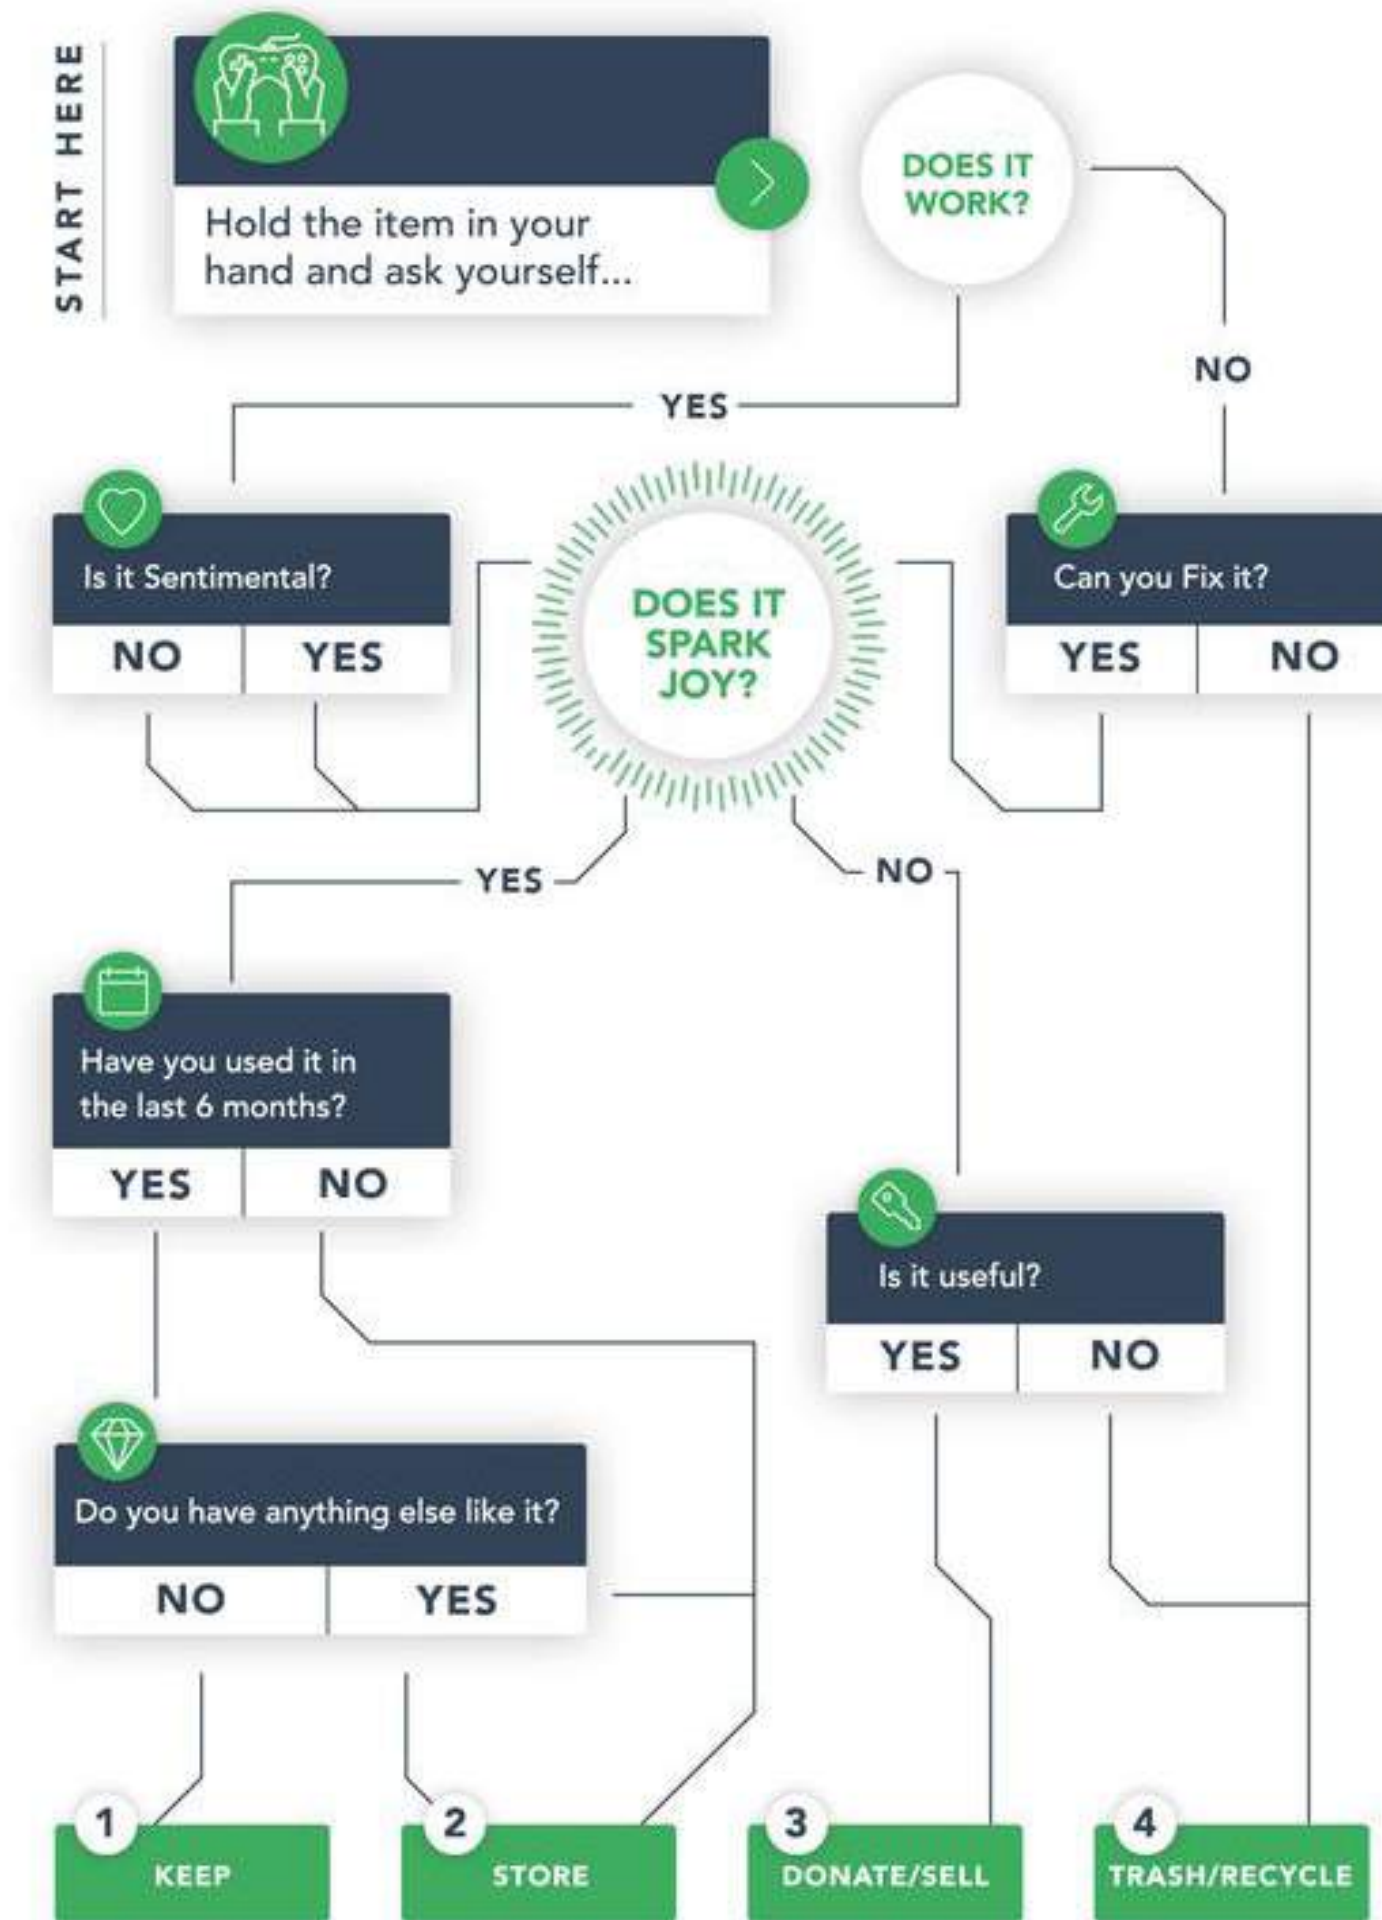 START HERE
Hold the item in your
hand and ask yourself...
DOES IT
WORK?
NO
YES
Is it Sentimental?
NO YES
DOES IT
SPARK
JOY?
Can you Fix it?
YES NO
YES
NO
Have you used it in
the last 6 months?
YES NO
Is it useful?
YES NO
Do you have anything else like it?
NO YES
1
KEEP
2
STORE
3
DONATE/SELL
4
TRASH/RECYCLE